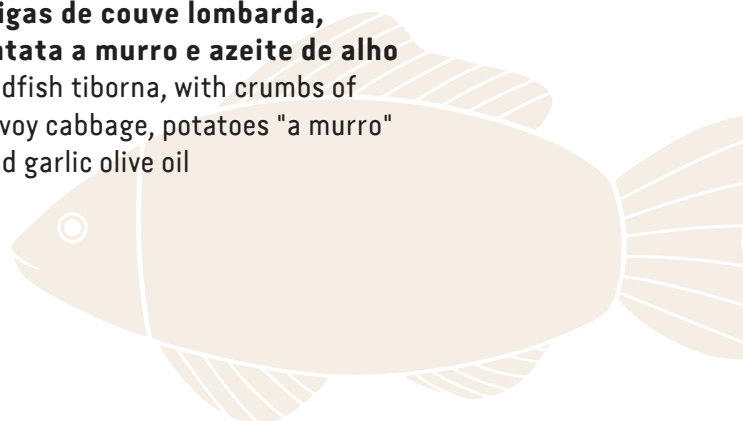 igas de couve lombarda,
atata a murro e azeite de alho
dfish tiborna, with crumbs of
voy cabbage, potatoes "a murro"
d garlic olive oil